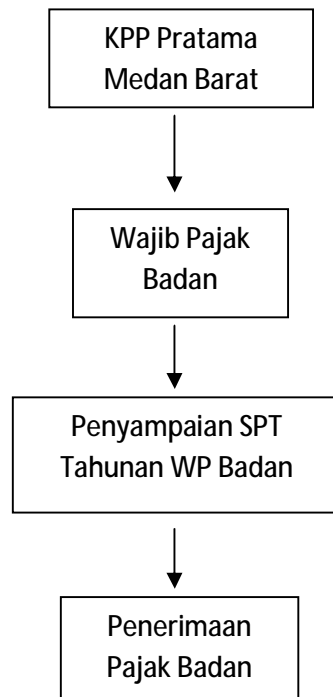 KPP Pratama
Medan Barat
Wajib Pajak
Badan
Penyampaian SPT
Tahunan WP Badan
Penerimaan
Pajak Badan